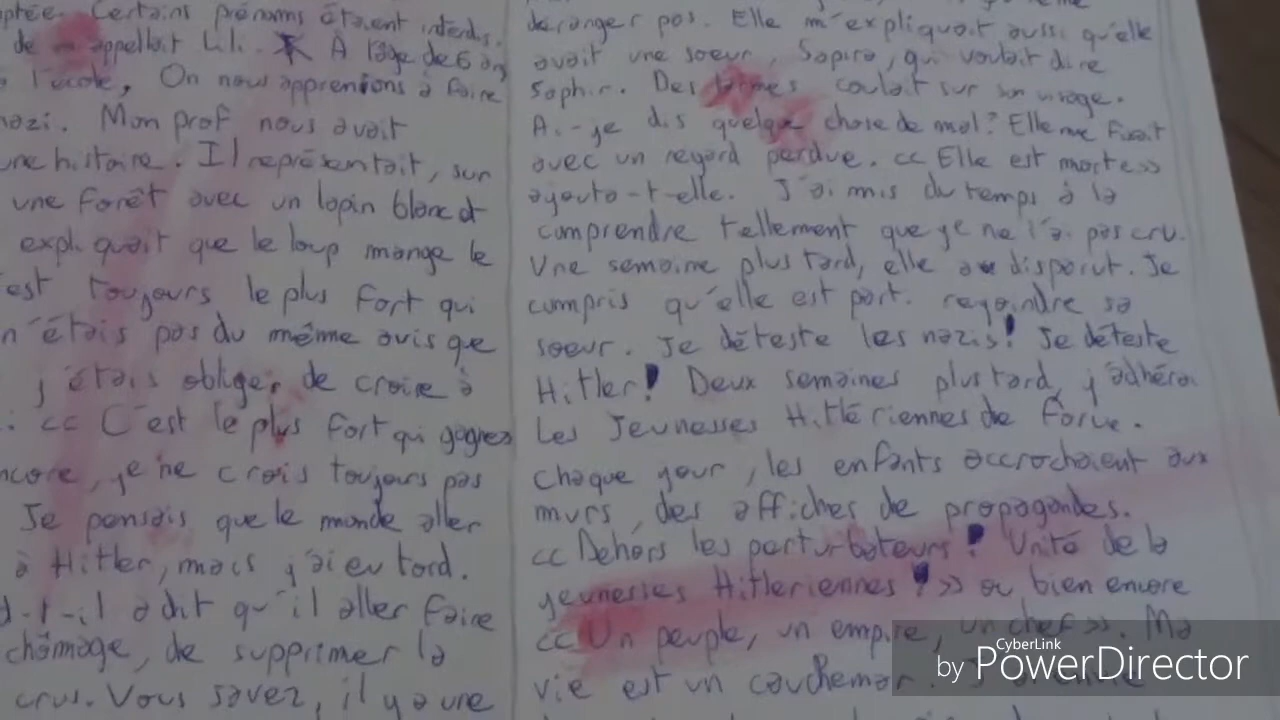 ptée. Certains prénoms étaient interdis.
de m'appellait Lili. À l'âge de 6 ans
l'école, On nous apprenions à faire
nazi. Mon prof nous avait
une histoire. Il représentait, sur
une forêt avec un lapin blanc et
expliquait que le loup mange le
est toujours le plus fort qui
n'étais pas du même avis que
j'étais obliger de croire à
: << C'est le plus fort qui gagne>>
ncore, je ne crois toujours pas
Je pensais que le monde aller
à Hitler, mais j'ai eu tord.
d-t-il a dit qu'il aller faire
chômage, de supprimer la
crus. Vous savez, il y a une
déranger pas. Elle m'expliquait aussi qu'elle
avait une soeur, Sapira, qui voulait dire
Saphir. Des larmes coulait sur son visage.
Ai-je dis quelque chose de mal? Elle me fixait
avec un regard perdue. << Elle est morte>>
ajouta-t-elle. J'ai mis du temps à la
comprendre tellement que je ne l'ai pas cru.
Une semaine plus tard, elle disparut. Je
compris qu'elle est parti rejoindre sa
soeur. Je déteste les nazis! Je déteste
Hitler! Deux semaines plus tard, j'adhérai
Les Jeunesses Hitlériennes de force.
Chaque jour, les enfants accrochaient aux
murs, des affiches de propagandes.
<< Dehors les perturbateurs! Unité de la
jeunesses Hitleriennes!>> ou bien encore
<< Un peuple, un empire, un chef>>. Ma
vie est un cauchemar.
CyberLink
by PowerDirector